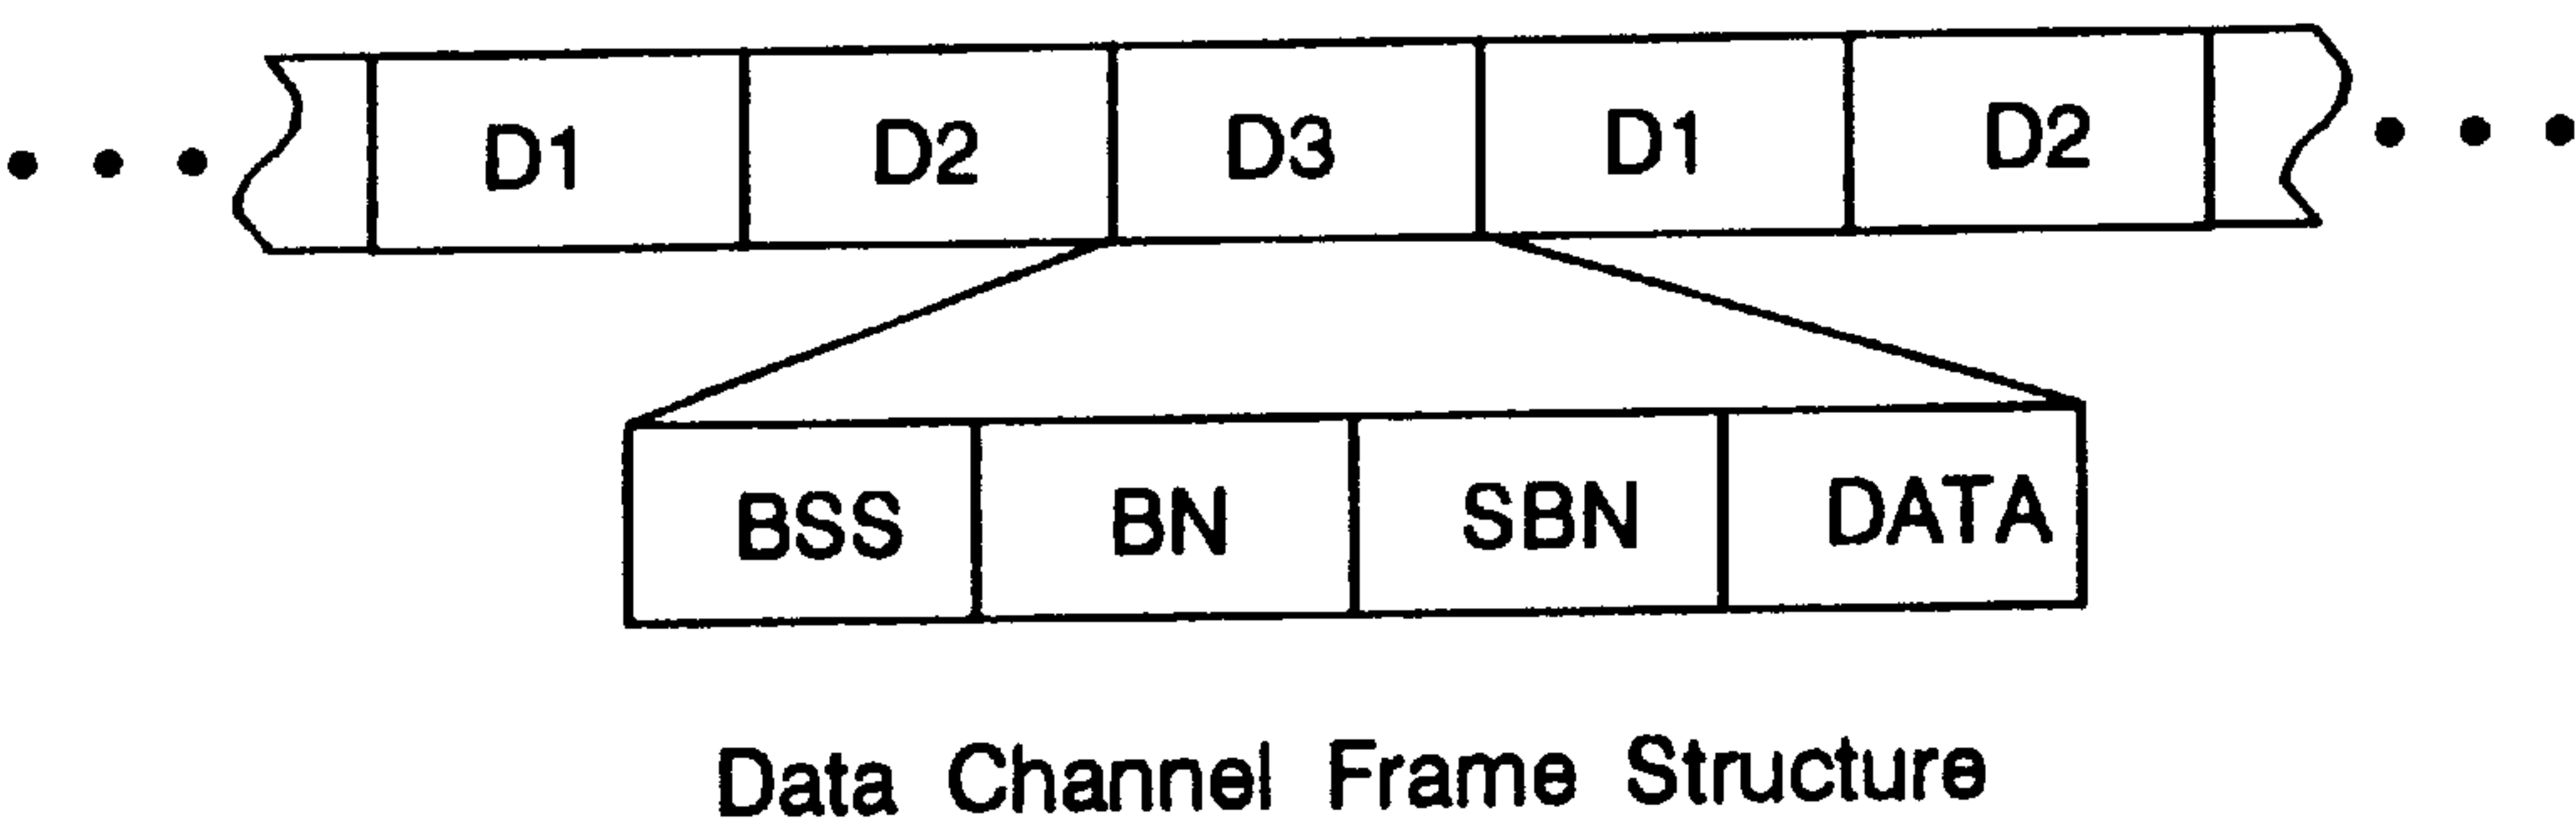 D1 D2 D3 D1 D2
BSS BN SBN DATA
Data Channel Frame Structure